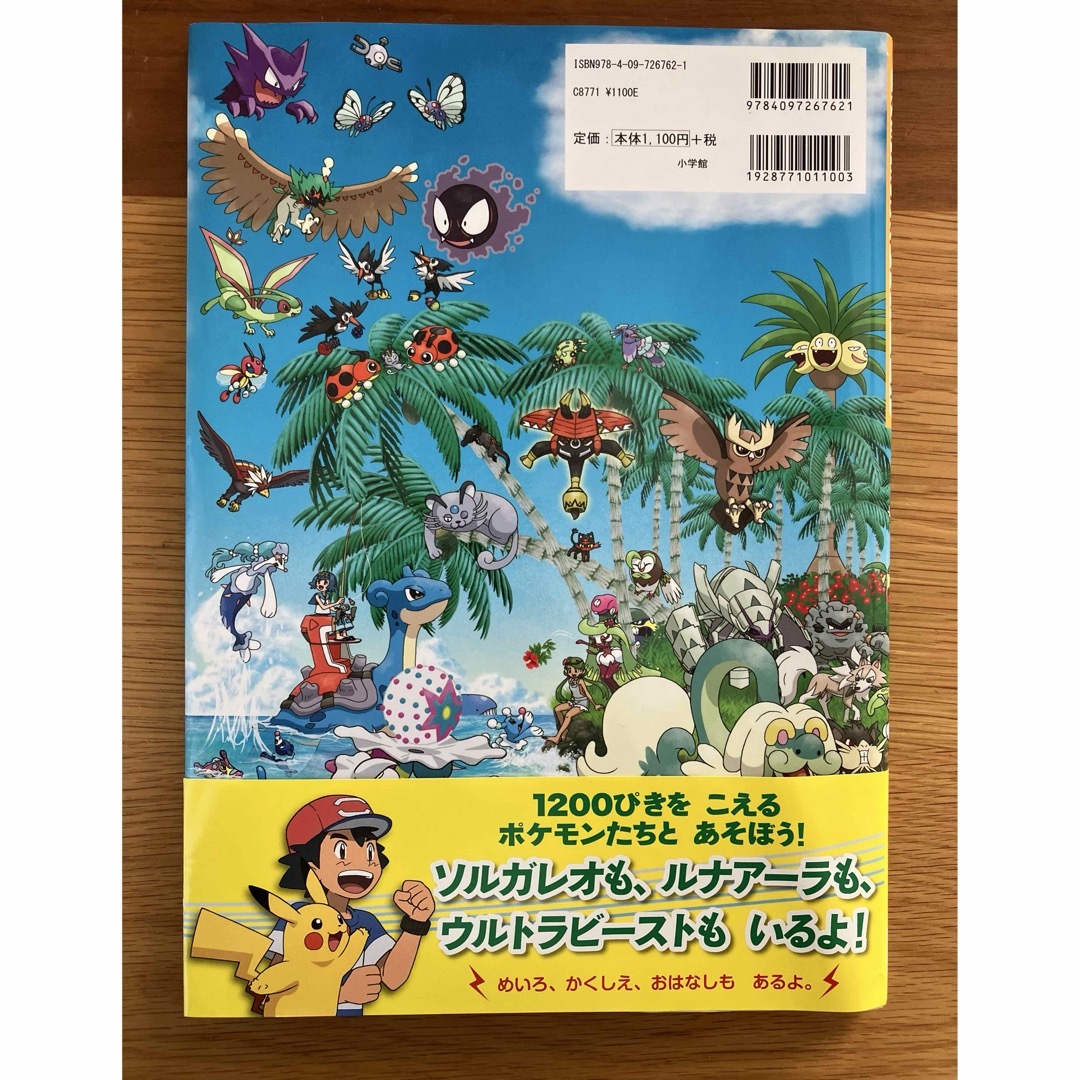 ISBN978-4-09-726762-1
C8771 ¥1100E
9784097267621
定価：本体1,100円+税
小学館
1928771011003
1200ぴきを こえる
ポケモンたちと あそぼう!
ソルガレオも、ルナアーラも、
ウルトラビーストも いるよ!
めいろ、かくしえ、おはなしも あるよ。